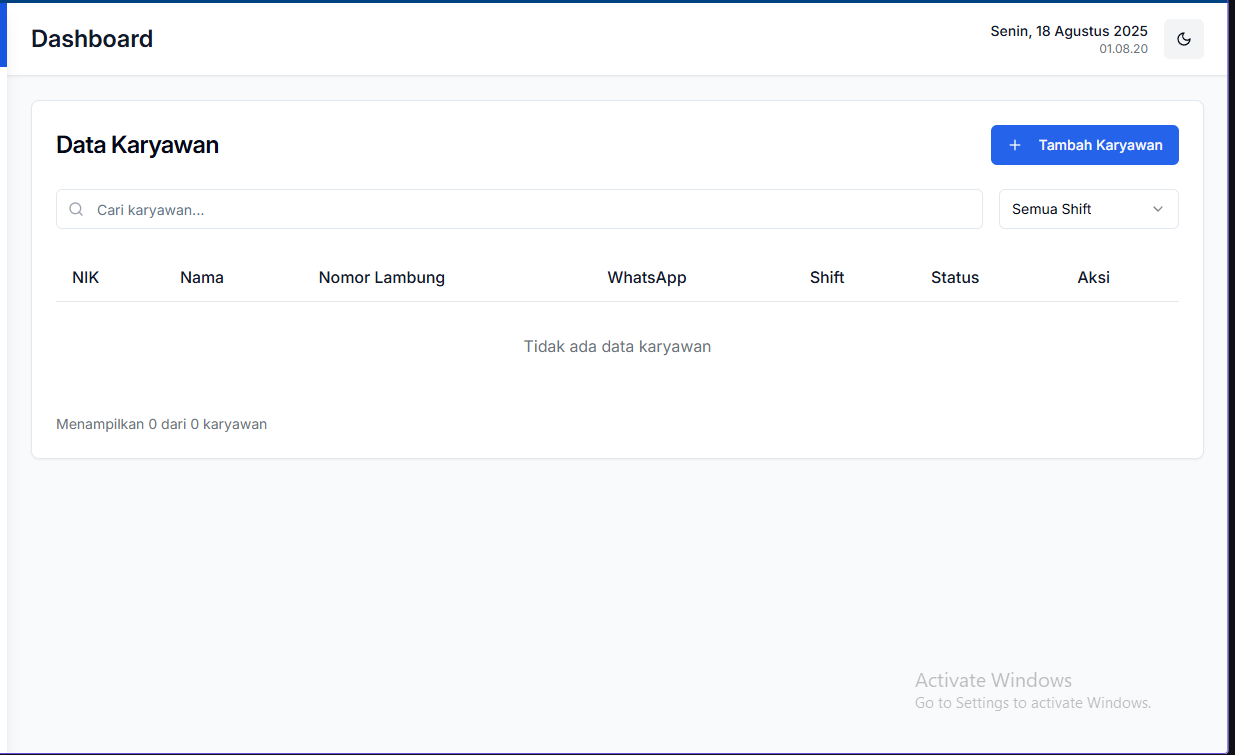 Dashboard
Senin, 18 Agustus 2025
01.08.20
Data Karyawan
Tambah Karyawan
Cari karyawan...
Semua Shift
NIK Nama Nomor Lambung WhatsApp Shift Status Aksi
Tidak ada data karyawan
Menampilkan 0 dari 0 karyawan
Activate Windows
Go to Settings to activate Windows.